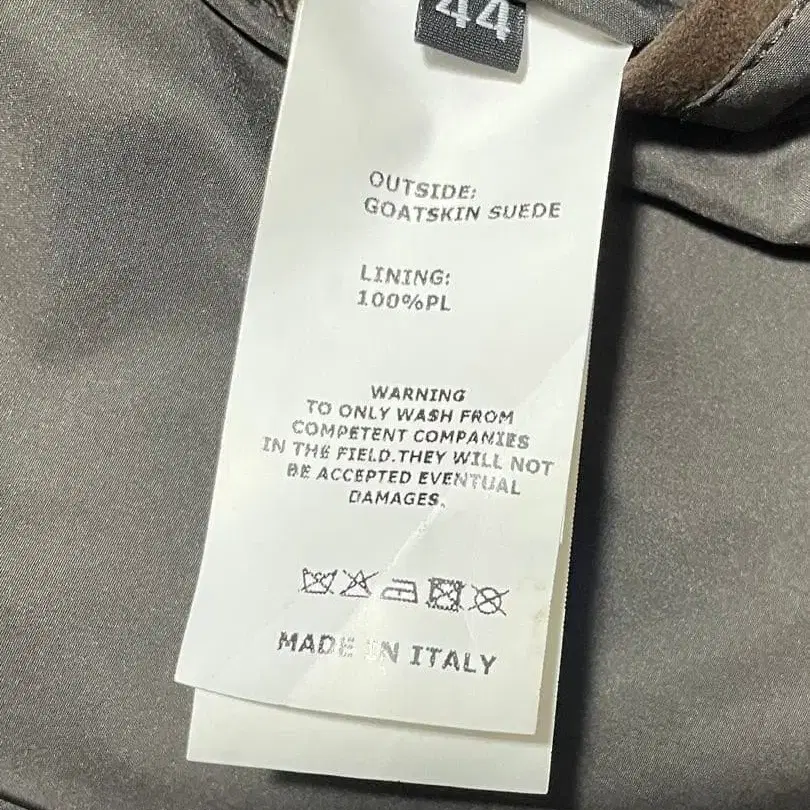 44
OUTSIDE:
GOATSKIN SUEDE
LINING:
100%PL
WARNING
TO ONLY WASH FROM
COMPETENT COMPANIES
IN THE FIELD.THEY WILL NOT
BE ACCEPTED EVENTUAL
DAMAGES.
MADE IN ITALY